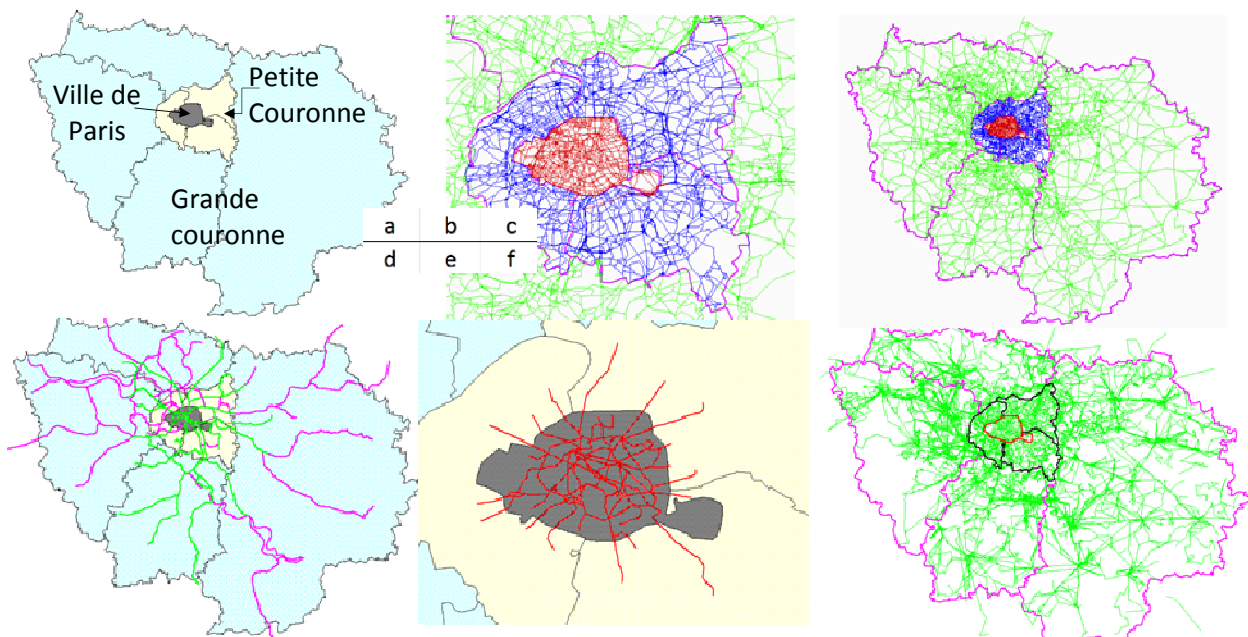 Ville de
Paris
Petite
Couronne
Grande
couronne
a b c
d e f